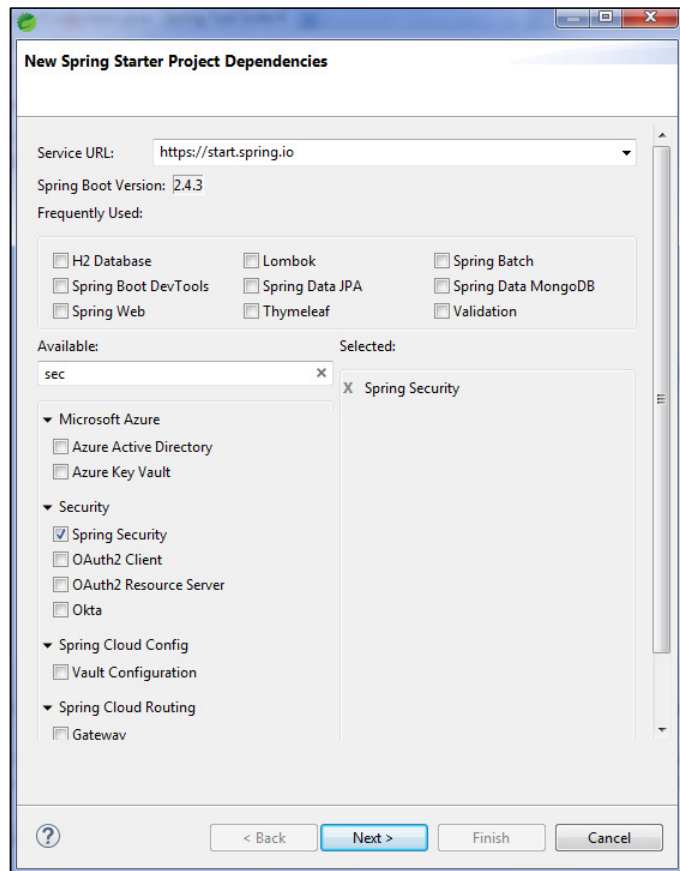 New Spring Starter Project Dependencies
Service URL: https://start.spring.io
Spring Boot Version: 2.4.3
Frequently Used:
H2 Database Lombok Spring Batch
Spring Boot DevTools Spring Data JPA Spring Data MongoDB
Spring Web Thymeleaf Validation
Available: Selected:
sec
X Spring Security
Microsoft Azure
Azure Active Directory
Azure Key Vault
Security
Spring Security
OAuth2 Client
OAuth2 Resource Server
Okta
Spring Cloud Config
Vault Configuration
Spring Cloud Routing
Gateway
< Back Next > Finish Cancel